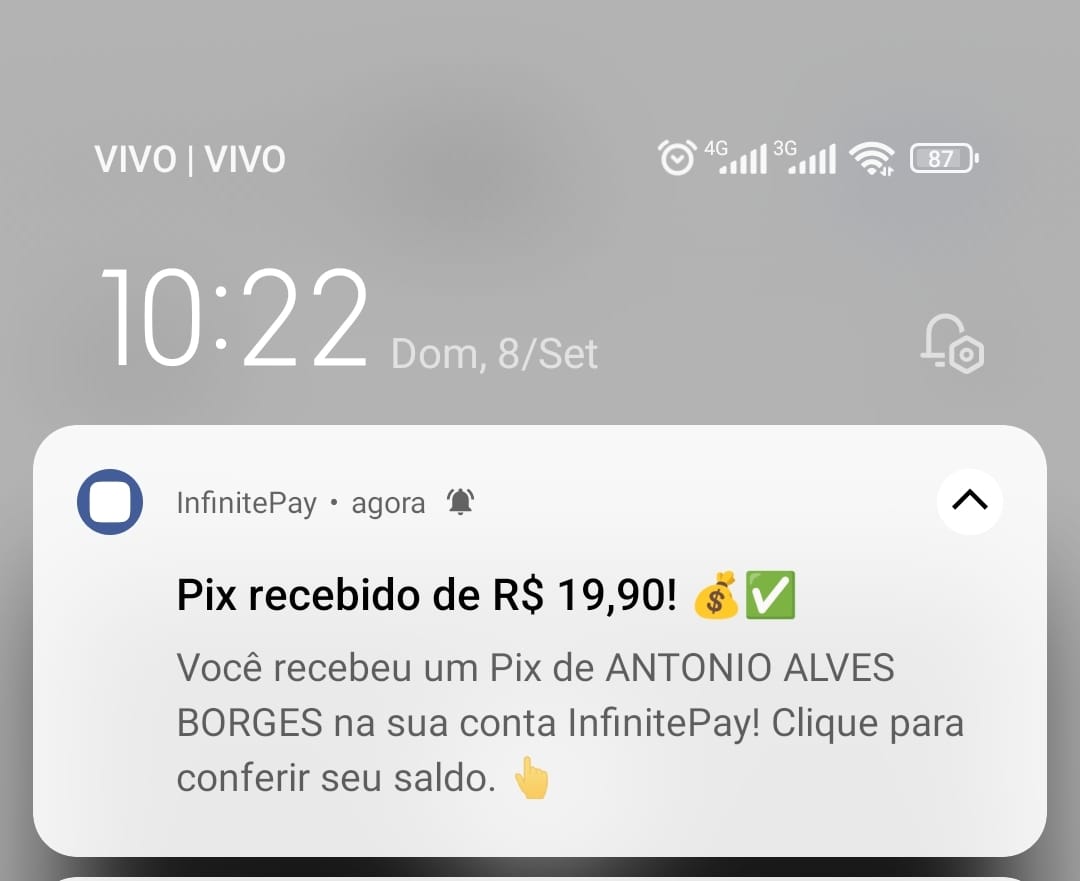 VIVO | VIVO 4G 3G 87
10:22 Dom, 8/Set
InfinitePay • agora
Pix recebido de R$ 19,90! 💰✅
Você recebeu um Pix de ANTONIO ALVES
BORGES na sua conta InfinitePay! Clique para
conferir seu saldo. 👆